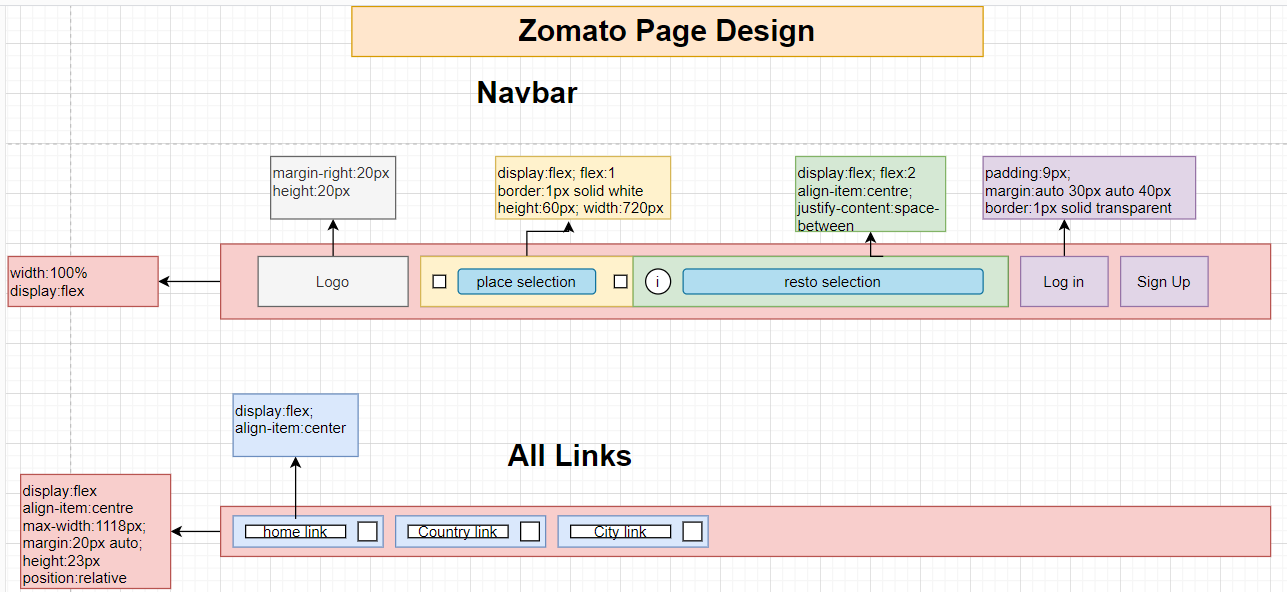 Zomato Page Design
Navbar
margin-right:20px
height:20px
display:flex; flex:1
border:1px solid white
height:60px; width:720px
display:flex; flex:2
align-item:centre;
justify-content:space-
between
padding:9px;
margin:auto 30px auto 40px
border:1px solid transparent
width:100%
display:flex
Logo
place selection
i
resto selection
Log in
Sign Up
display:flex;
align-item:center
All Links
display:flex
align-item:centre
max-width:1118px;
margin:20px auto;
height:23px
position:relative
home link
Country link
City link